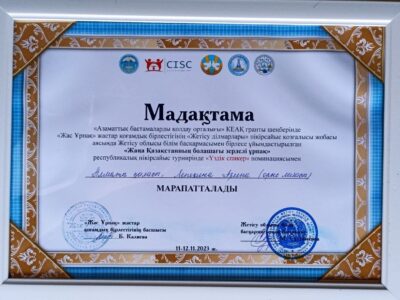 CISC
Мадақтама
«Азаматтық бастамаларды қолдау орталығы» КЕАҚ гранты шеңберінде
«Жас Ұрпақ» жастар қоғамдық бірлестігінің «Жетісу ділмарлары» пікірсайыс қозғалысы жобасы
аясында Жетісу облысы білім басқармасымен бірлесе ұйымдастырылған
«Жаңа Қазақстанның болашағы зерделі ұрпақ»
республикалық пікірсайыс турнирінде «Үздік спикер» номинациясымен
Алматы
МАРАПАТТАЛАДЫ
«Жас Ұрпақ» жастар
қоғамдық бірлестігінің басшысы
Б. Калиева
Жетісу
11-12.11.2023 ж.